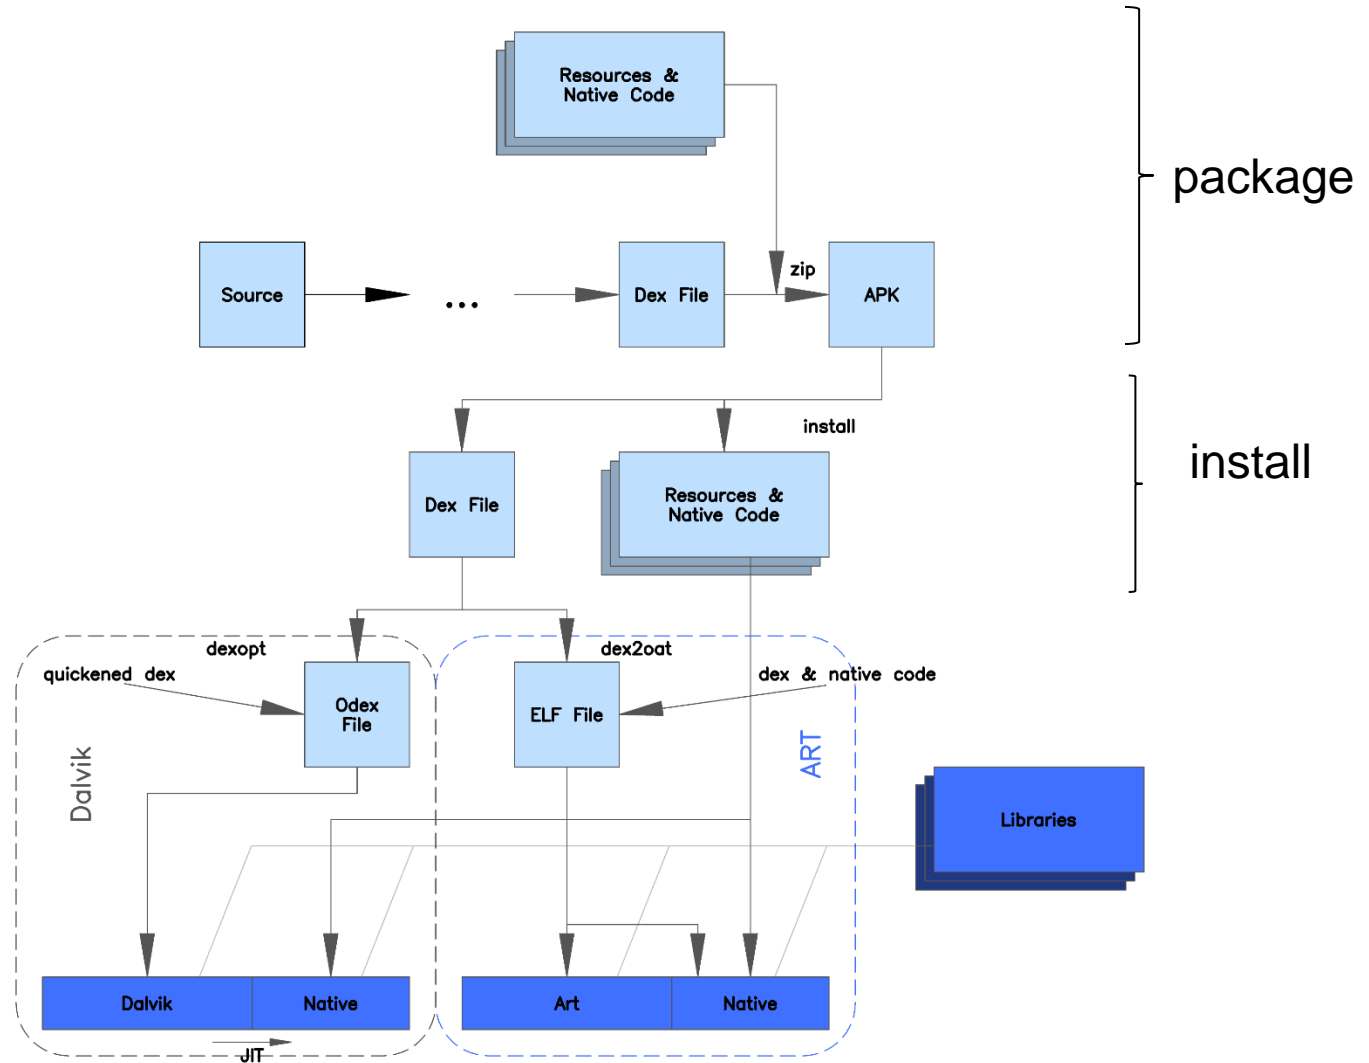 Resources &
Native Code
package
Source
...
Dex File
zip
APK
install
install
Dex File
Resources &
Native Code
dexopt
dex2oat
quickened dex
dex & native code
Odex
File
ELF File
Dalvik
ART
Libraries
Dalvik
Native
Art
Native
JIT